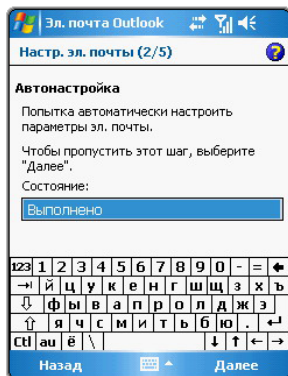 Эл. почта Outlook
Настр. эл. почты (2/5)
Автонастройка
Попытка автоматически настроить
параметры эл. почты.
Чтобы пропустить этот шаг, выберите
"Далее".
Состояние:
Выполнено
123 1 2 3 4 5 6 7 8 9 0 - =
й ц у к е н г ш щ з х ъ
ф ы в а п р о л д ж э
я ч с м и т ь б ю .
Ctl аu ё \
Назад Далее